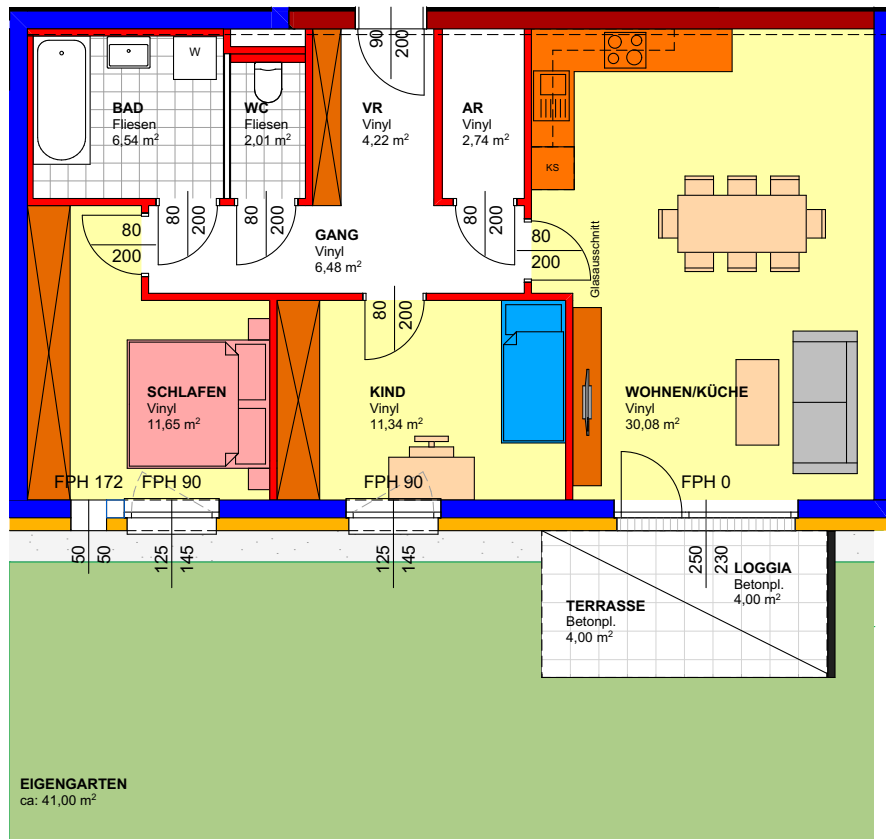 W
BAD
Fliesen
6,54 m²
WC
Fliesen
2,01 m²
VR
Vinyl
4,22 m²
90
200
AR
Vinyl
2,74 m²
KS
80
200
80
200
80
200
80
200
80
200
Glasausschnitt
GANG
Vinyl
6,48 m²
80
200
SCHLAFEN
Vinyl
11,65 m²
KIND
Vinyl
11,34 m²
WOHNEN/KÜCHE
Vinyl
30,08 m²
FPH 172
FPH 90
FPH 90
FPH 0
50
50
125
145
125
145
250
230
LOGGIA
Betonpl.
4,00 m²
TERRASSE
Betonpl.
4,00 m²
EIGENGARTEN
ca: 41,00 m²